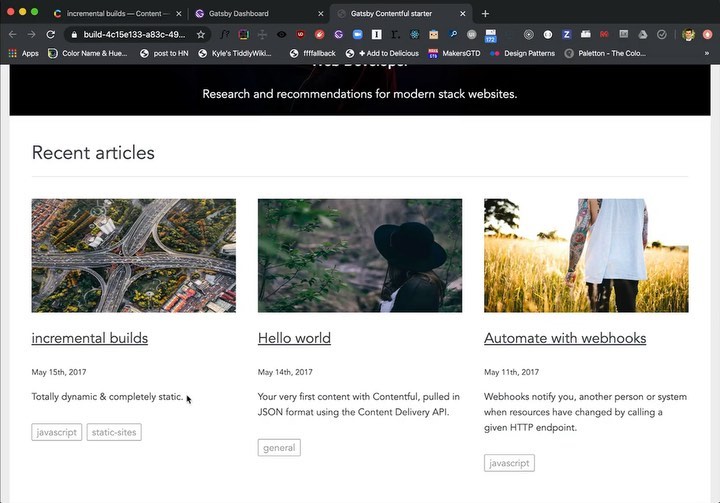 incremental builds — Content —
Gatsby Dashboard
Gatsby Contentful starter
build-4c15e133-a83c-49...
Apps
Color Name & Hue...
post to HN
Kyle's TiddlyWiki...
ffffallback
+ Add to Delicious
MakersGTD
Design Patterns
Paletton - The Colo...
Web Developer
Research and recommendations for modern stack websites.
Recent articles
incremental builds
May 15th, 2017
Totally dynamic & completely static.
javascript
static-sites
Hello world
May 14th, 2017
Your very first content with Contentful, pulled in
JSON format using the Content Delivery API.
general
Automate with webhooks
May 11th, 2017
Webhooks notify you, another person or system
when resources have changed by calling a
given HTTP endpoint.
javascript